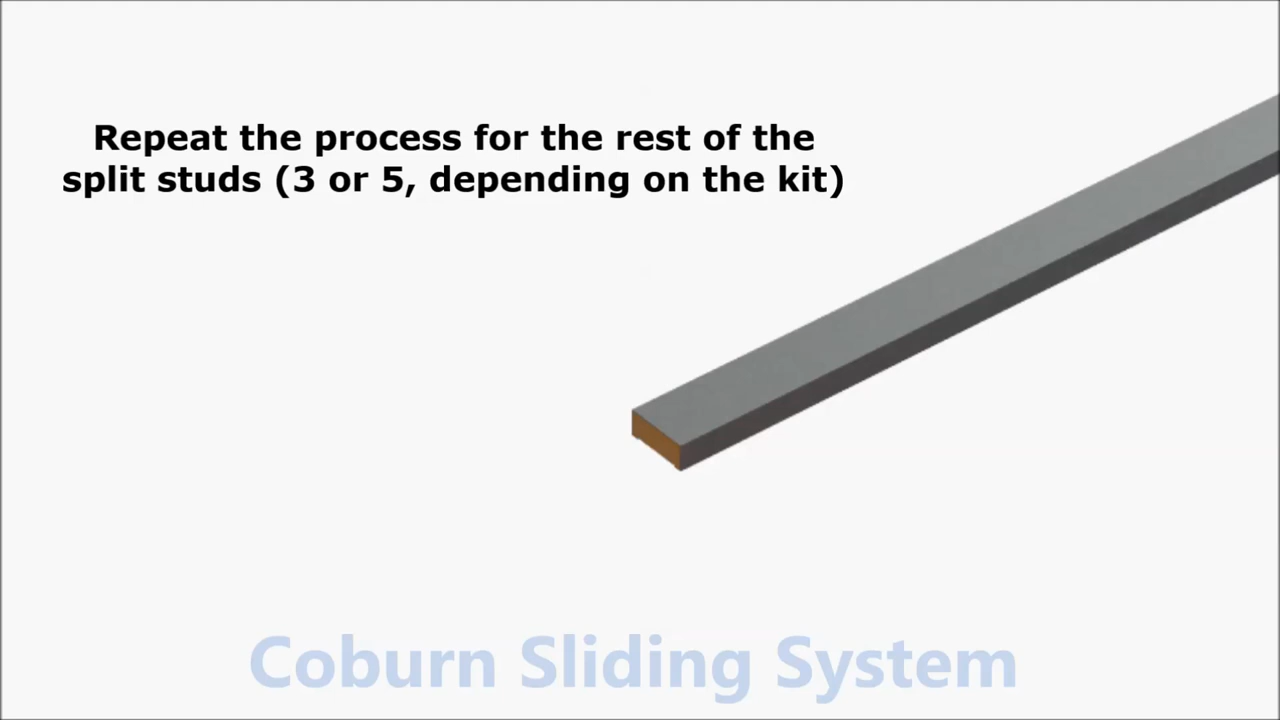 Repeat the process for the rest of the
split studs (3 or 5, depending on the kit)
Coburn Sliding System